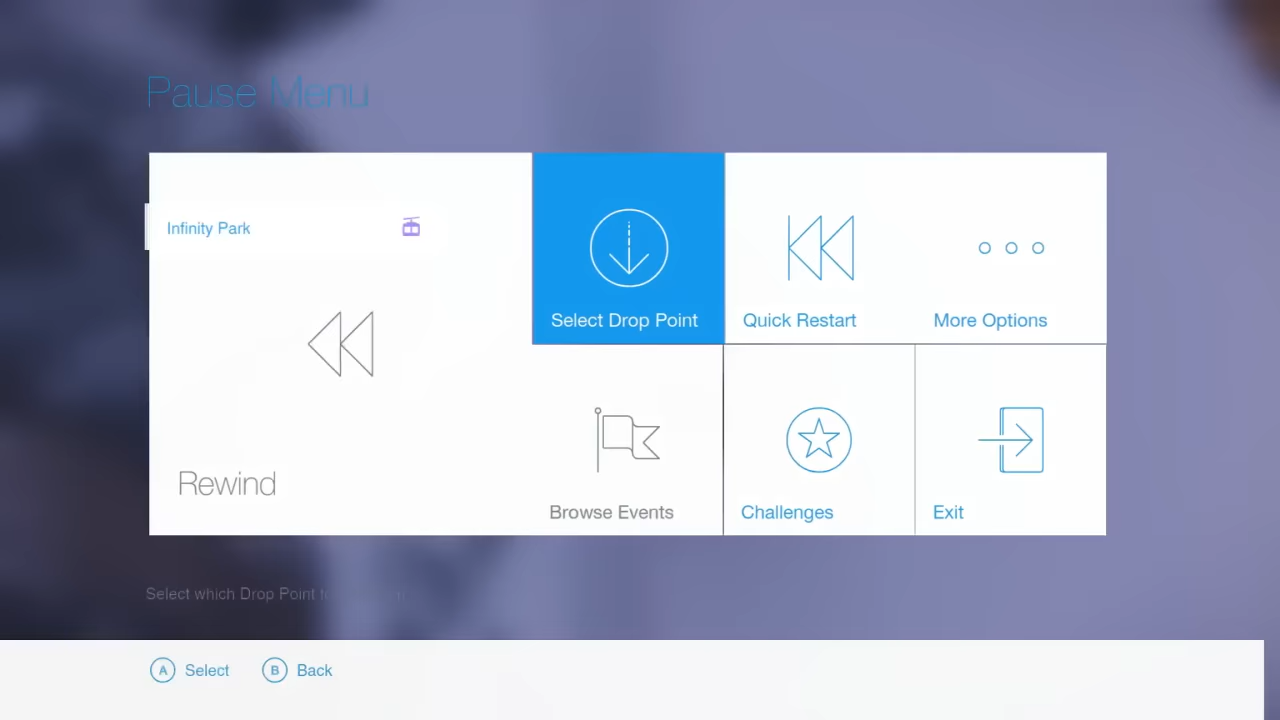 Pause Menu
Infinity Park
Select Drop Point
Quick Restart
More Options
Rewind
Browse Events
Challenges
Exit
Select which Drop Point
A Select
B Back